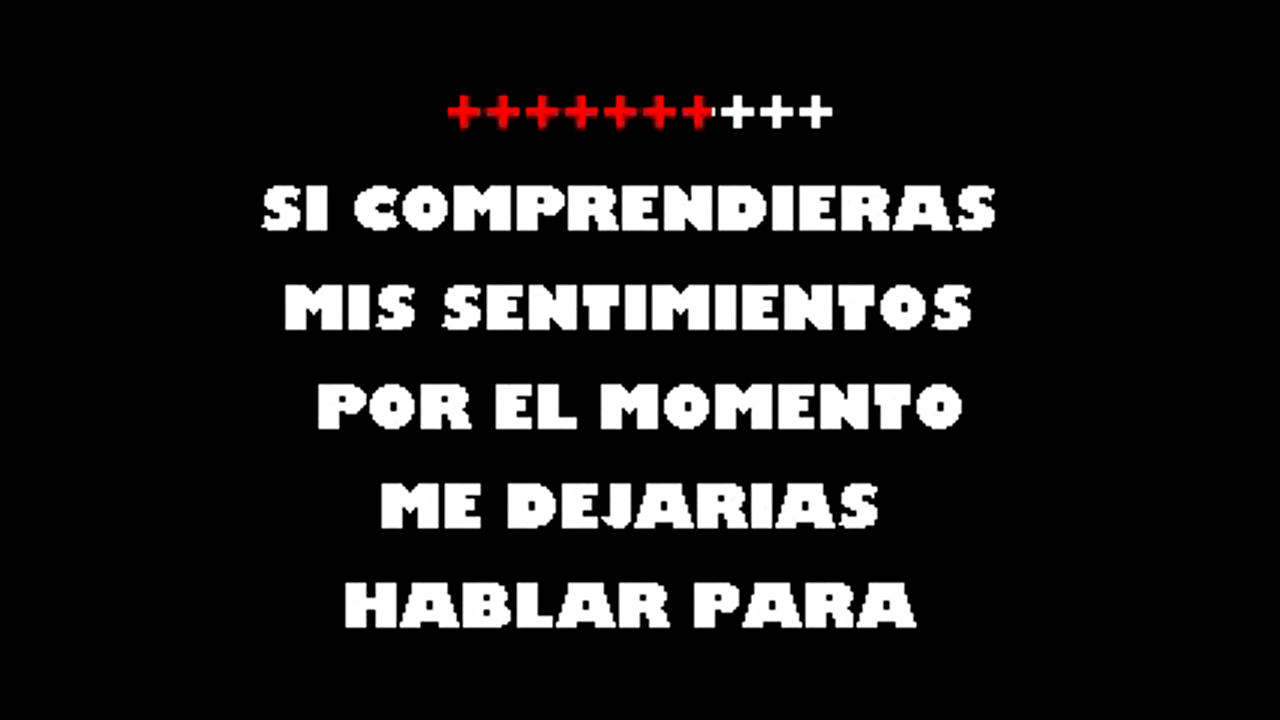 ++++++++++
SI COMPRENDIERAS
MIS SENTIMIENTOS
POR EL MOMENTO
ME DEJARIAS
HABLAR PARA